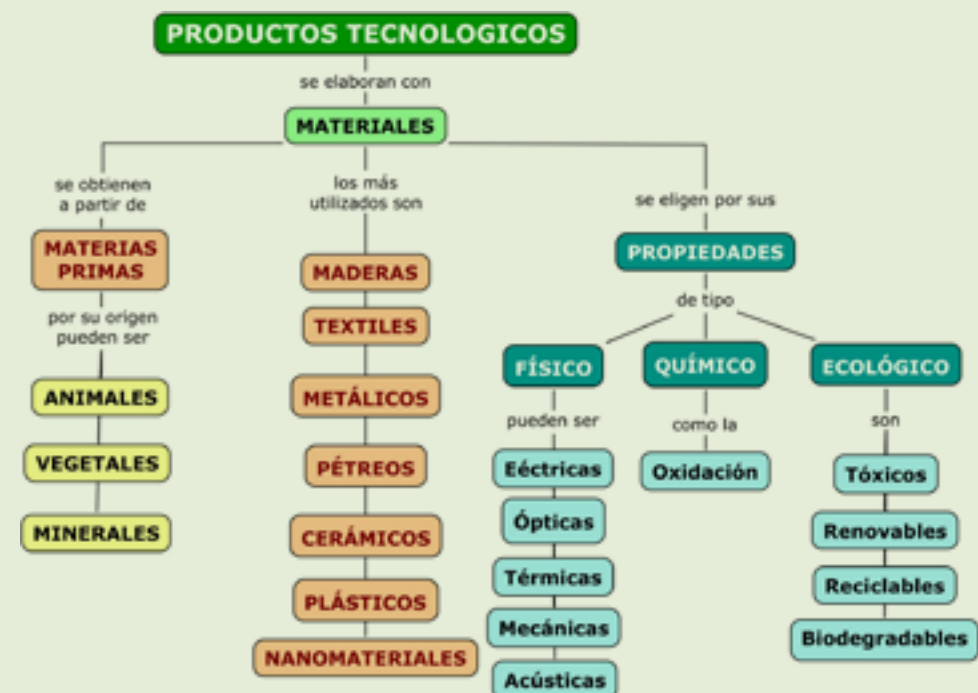 PRODUCTOS TECNOLOGICOS
se elaboran con
MATERIALES
se obtienen
a partir de
MATERIAS
PRIMAS
por su origen
pueden ser
ANIMALES
VEGETALES
MINERALES
los más
utilizados son
MADERAS
TEXTILES
METÁLICOS
PÉTREOS
CERÁMICOS
PLÁSTICOS
NANOMATERIALES
se eligen por sus
PROPIEDADES
de tipo
FÍSICO
pueden ser
Eéctricas
Ópticas
Térmicas
Mecánicas
Acústicas
QUÍMICO
como la
Oxidación
ECOLÓGICO
son
Tóxicos
Renovables
Reciclables
Biodegradables